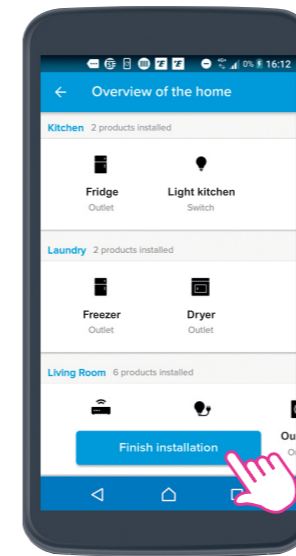 0% 16:12
Overview of the home
Kitchen 2 products installed
Fridge Light kitchen
Outlet Switch
Laundry 2 products installed
Freezer Dryer
Outlet Outlet
Living Room 6 products installed
Finish installation